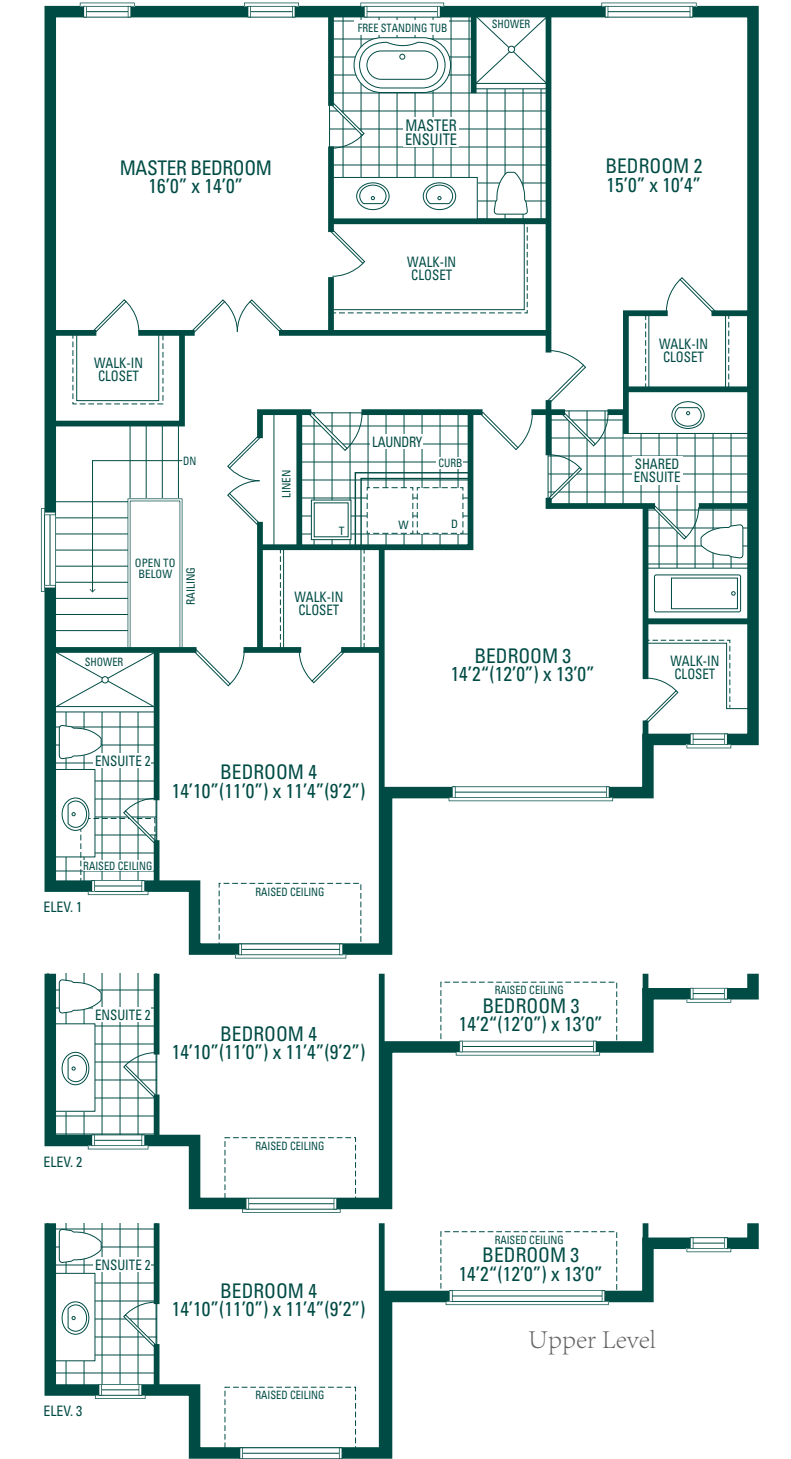 FREE STANDING TUB
SHOWER
MASTER
ENSUITE
MASTER BEDROOM
16'0" x 14'0"
BEDROOM 2
15'0" x 10'4"
WALK-IN
CLOSET
WALK-IN
CLOSET
WALK-IN
CLOSET
LAUNDRY
CURB
DN
LINEN
SHARED
ENSUITE
T
W
D
OPEN TO
BELOW
RAILING
WALK-IN
CLOSET
SHOWER
BEDROOM 3
14'2"(12'0") x 13'0"
WALK-IN
CLOSET
ENSUITE 2
BEDROOM 4
14'10"(11'0") x 11'4"(9'2")
RAISED CEILING
RAISED CEILING
ELEV. 1
ENSUITE 2
BEDROOM 4
14'10"(11'0") x 11'4"(9'2")
RAISED CEILING
BEDROOM 3
14'2"(12'0") x 13'0"
RAISED CEILING
ELEV. 2
ENSUITE 2
BEDROOM 4
14'10"(11'0") x 11'4"(9'2")
RAISED CEILING
BEDROOM 3
14'2"(12'0") x 13'0"
Upper Level
RAISED CEILING
ELEV. 3